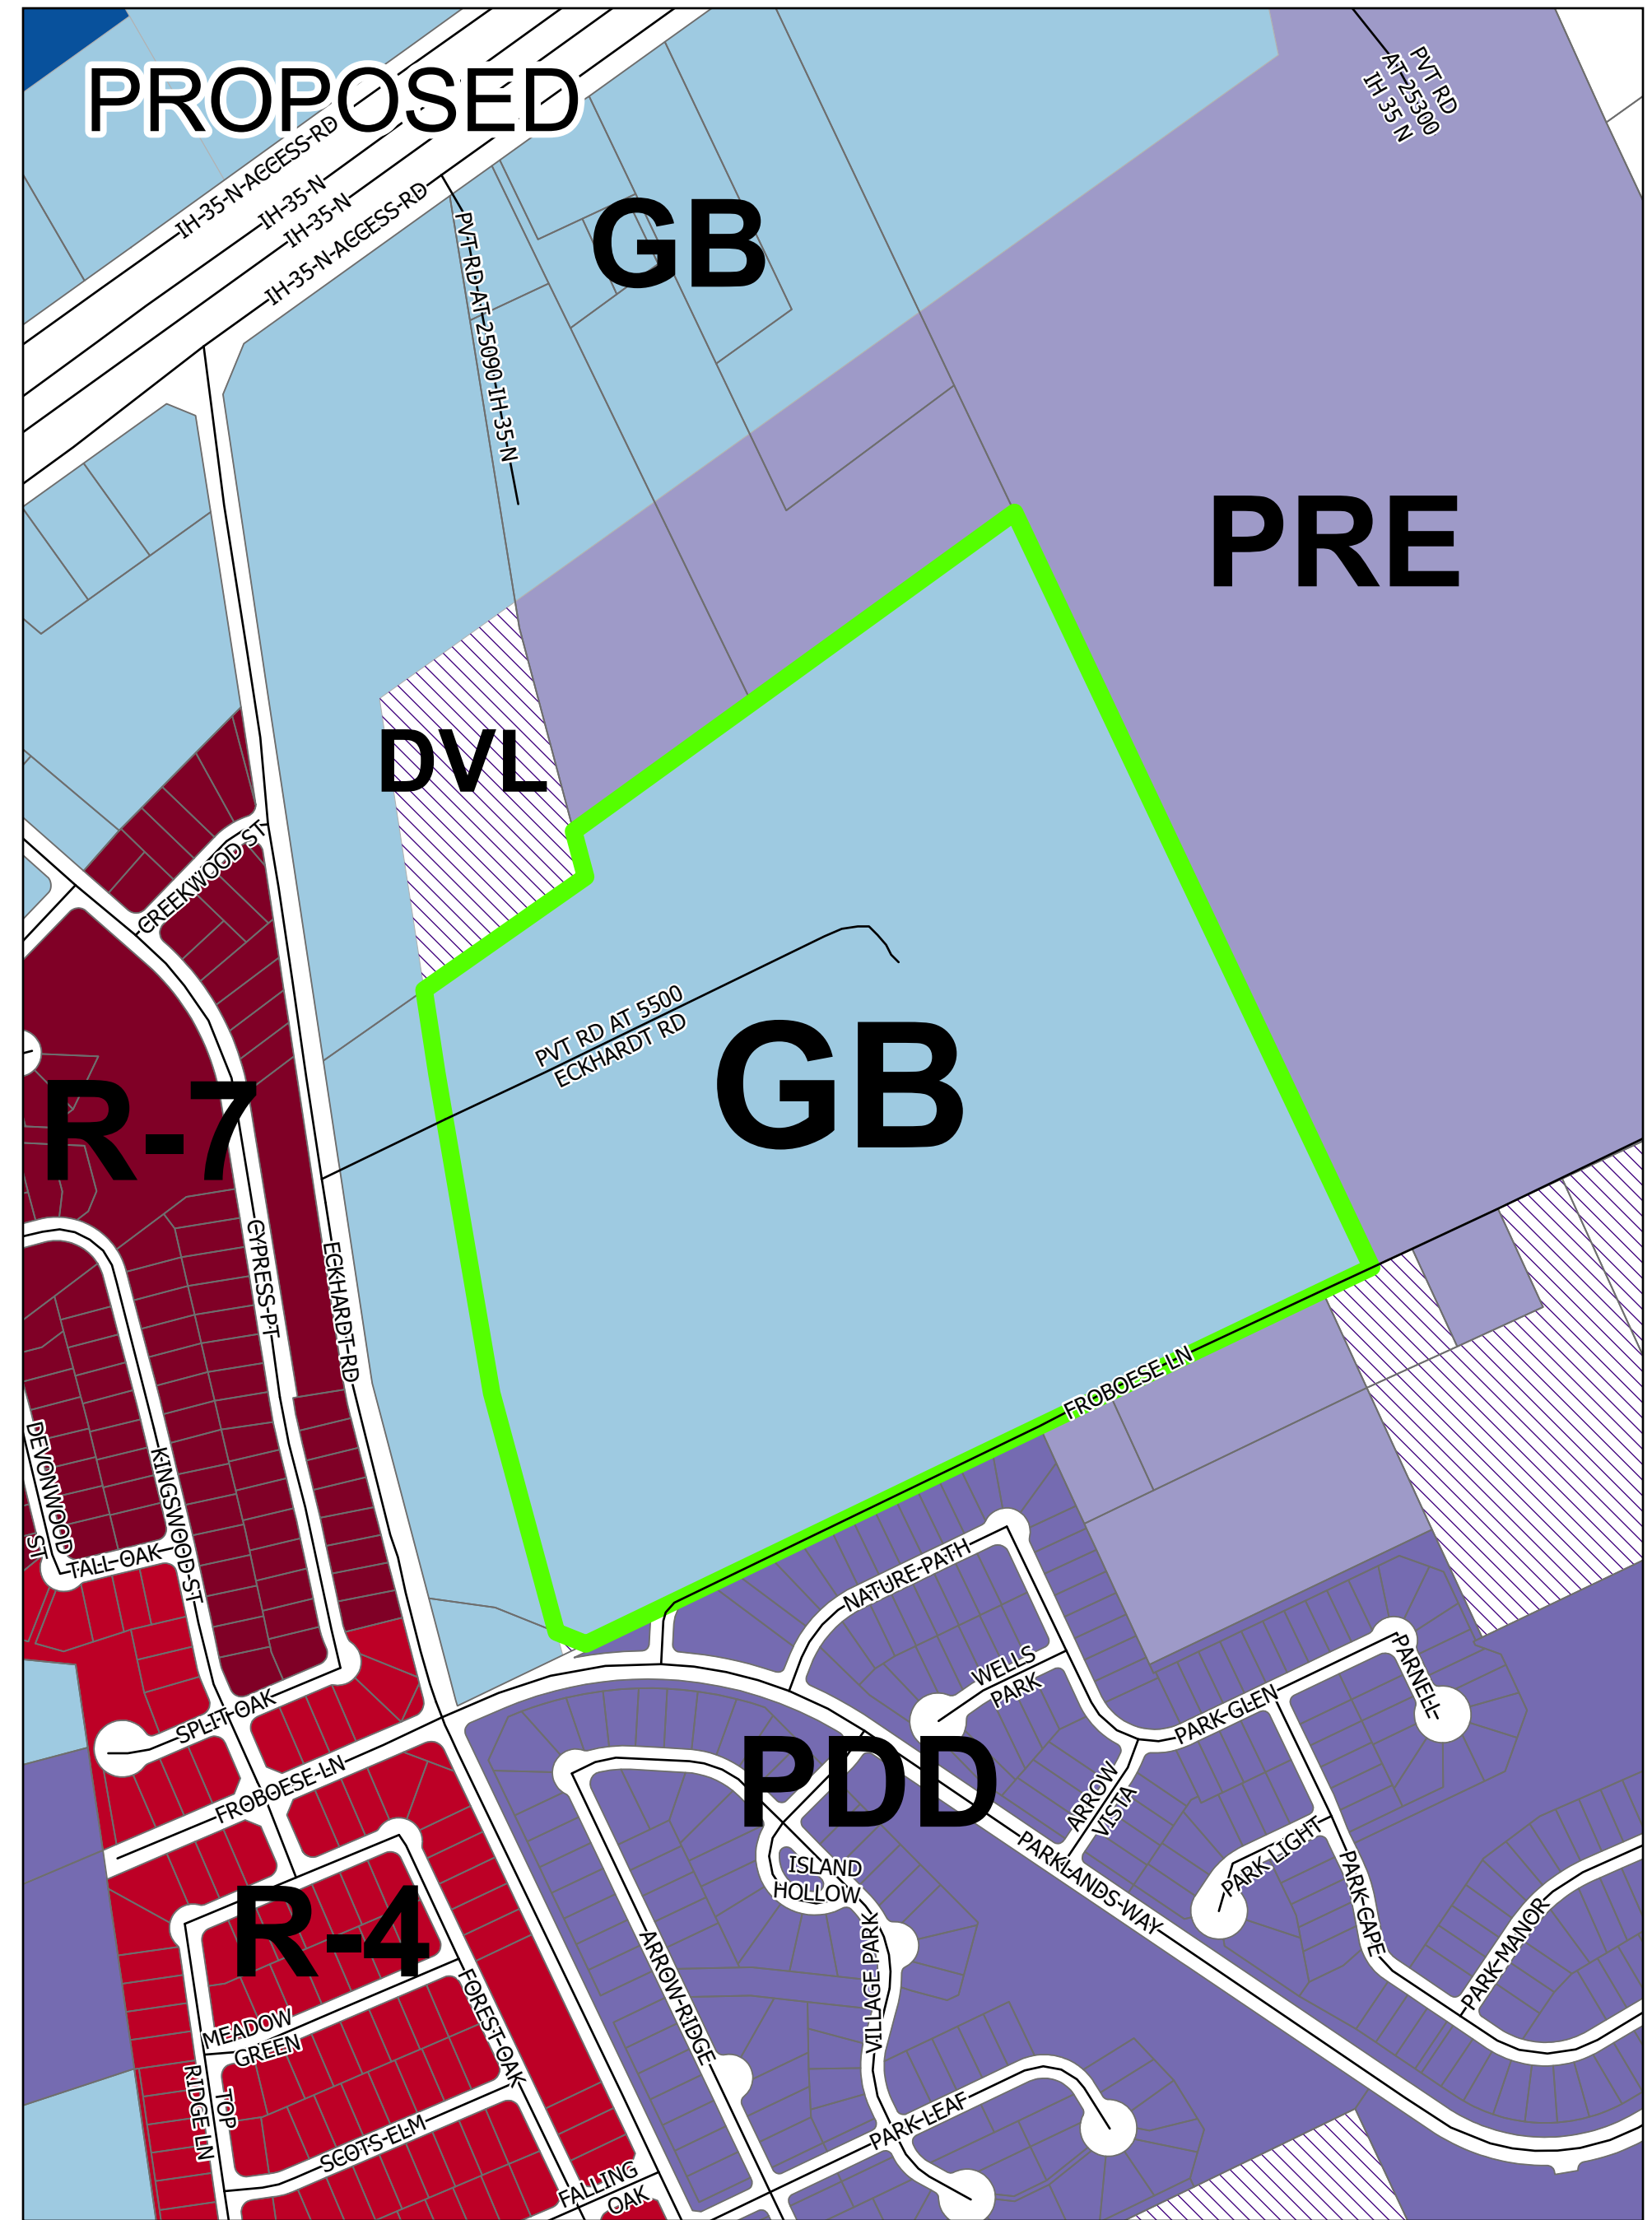 PROPOSED
PVT RD
AT 25300
IH 35 N
IH-35-N-ACCESS-RD
IH-35-N
IH-35-N
IH-35-N-ACCESS-RD
PVT-RD-AT-25090-IH-35-N
GB
PRE
DVL
CREEKWOOD ST
PVT RD AT 5500
ECKHARDT RD
GB
R-7
CYPRESS-PT
ECKHARDT-RD
FROBOESE-LN
DEVONWOOD
ST
KINGSWOOD-ST
TALL-OAK
NATURE-PATH
WELLS
PARK
PARNELL
SPLIT-OAK
PARK-GLEN
FROBOESE-LN
PDD
ARROW
VISTA
PARK LIGHT
ISLAND
HOLLOW
PARKLANDS-WAY
PARK-CAPE
PARK-MANOR
R-4
ARROW-RIDGE
VILLAGE PARK
FOREST-OAK
MEADOW
GREEN
TOP
RIDGE LN
SCOTS-ELM
PARK-LEAF
FALLING
OAK